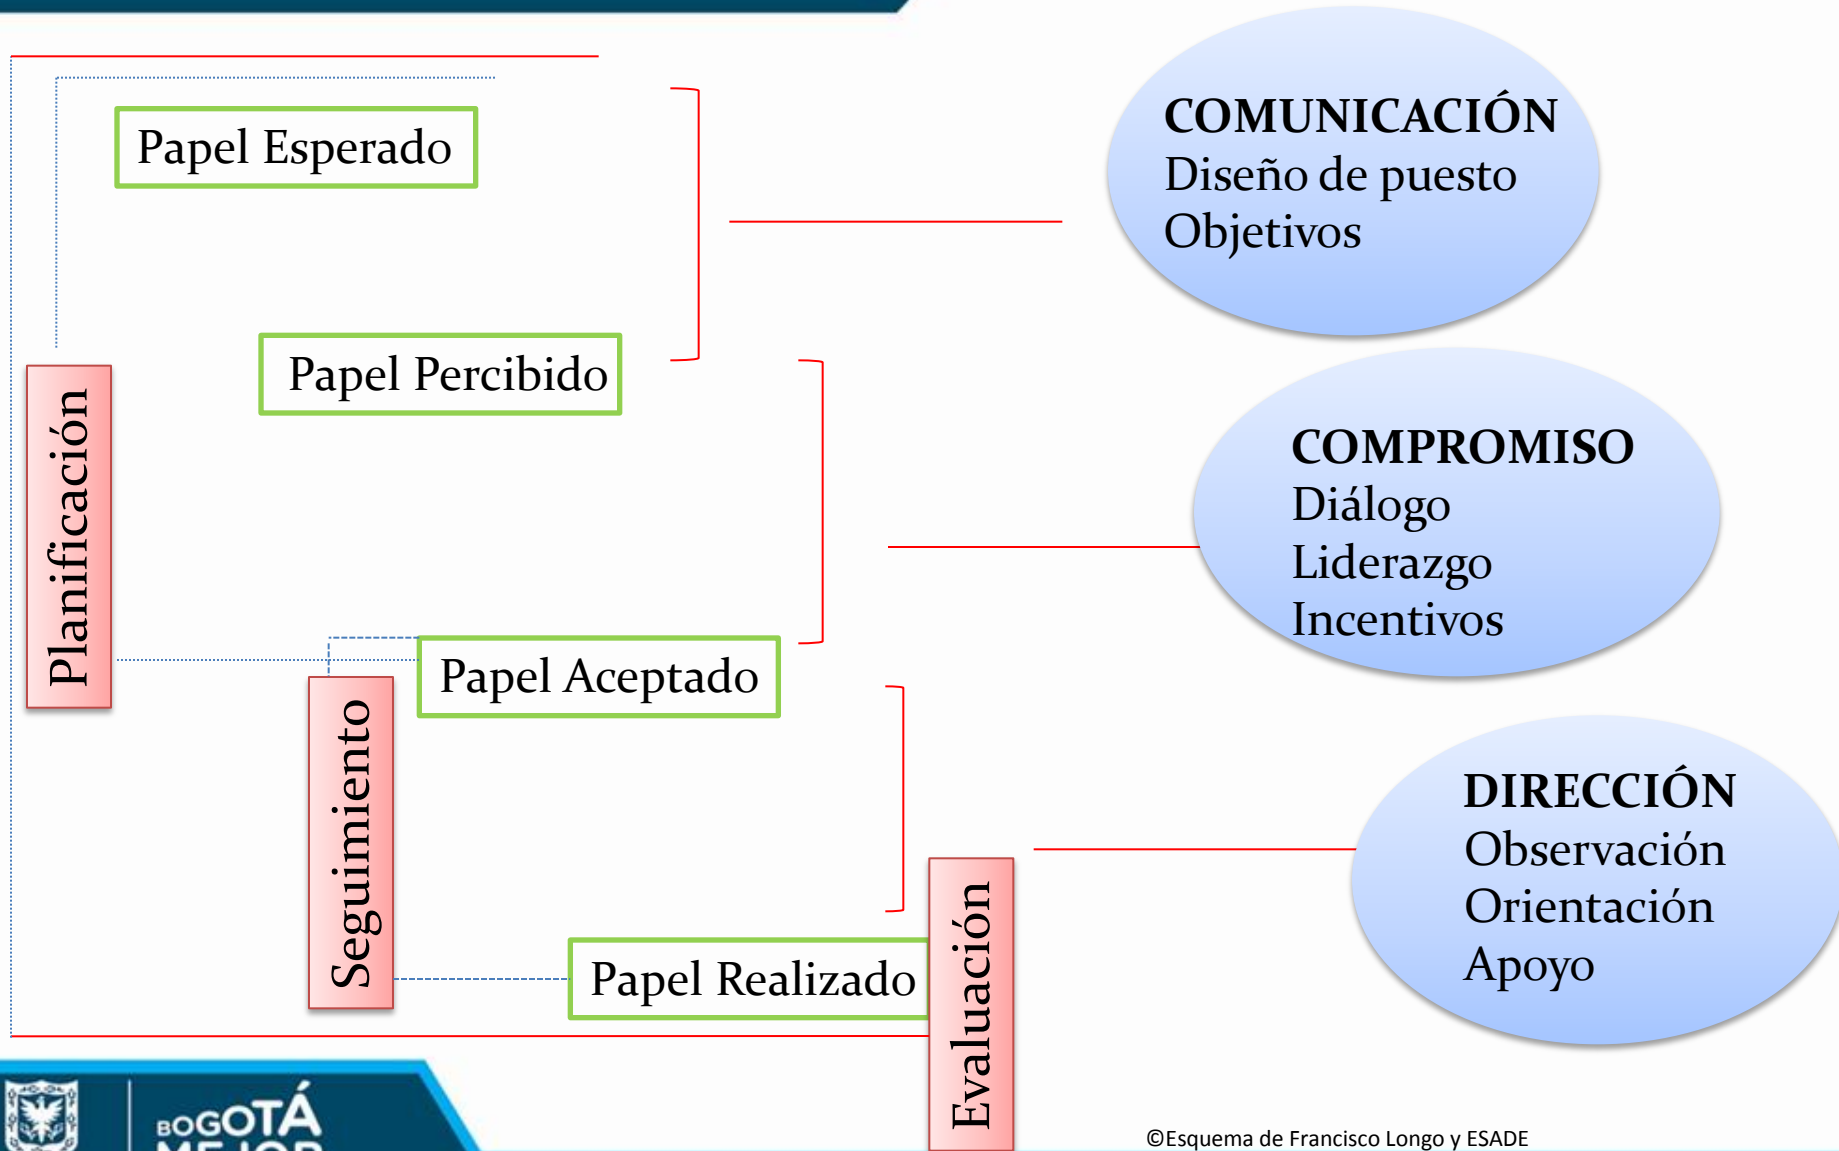 Papel Esperado
COMUNICACIÓN
Diseño de puesto
Objetivos
Papel Percibido
Planificación
COMPROMISO
Diálogo
Liderazgo
Incentivos
Papel Aceptado
Seguimiento
DIRECCIÓN
Observación
Orientación
Apoyo
Papel Realizado
Evaluación
BOGOTÁ
MEJOR
©Esquema de Francisco Longo y ESADE